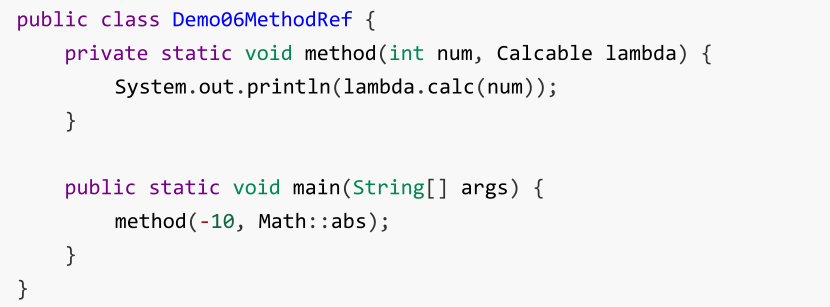 public class Demo06MethodRef {
    private static void method(int num, Calcable lambda) {
        System.out.println(lambda.calc(num));
    }

    public static void main(String[] args) {
        method(-10, Math::abs);
    }
}